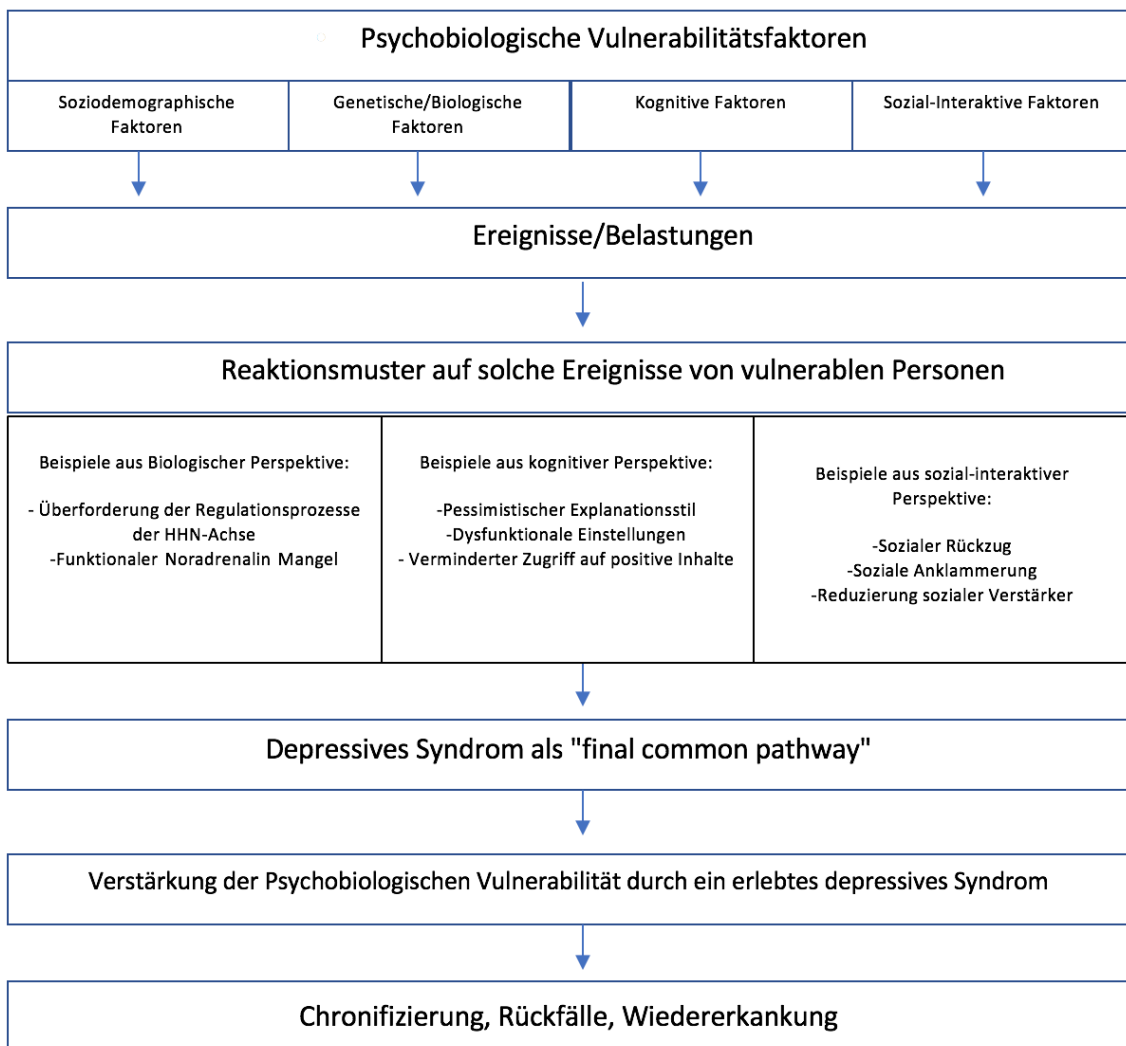 Psychobiologische Vulnerabilitätsfaktoren
Soziodemographische
Faktoren
Genetische/Biologische
Faktoren
Kognitive Faktoren
Sozial-Interaktive Faktoren
Ereignisse/Belastungen
Reaktionsmuster auf solche Ereignisse von vulnerablen Personen
Beispiele aus Biologischer Perspektive:
- Überforderung der Regulationsprozesse
der HHN-Achse
-Funktionaler Noradrenalin Mangel
Beispiele aus kognitiver Perspektive:
-Pessimistischer Explanationsstil
-Dysfunktionale Einstellungen
- Verminderter Zugriff auf positive Inhalte
Beispiele aus sozial-interaktiver
Perspektive:
-Sozialer Rückzug
-Soziale Anklammerung
-Reduzierung sozialer Verstärker
Depressives Syndrom als "final common pathway"
Verstärkung der Psychobiologischen Vulnerabilität durch ein erlebtes depressives Syndrom
Chronifizierung, Rückfälle, Wiedererkankung